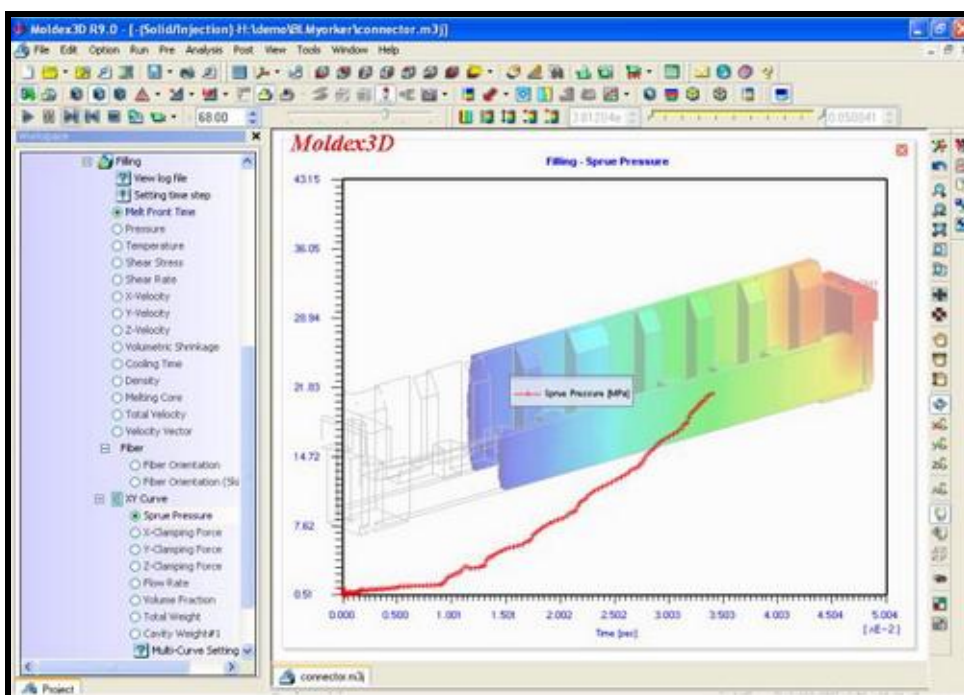 Moldex3D R9.0 - [-(Solid/Injection)-H:\demo\BLMyorker\connector.m3j]
File Edit Option Run Pre Analysis Post View Tools Window Help
68.00
Workspace
Filling
View log file
Setting time step
Melt Front Time
Pressure
Temperature
Shear Stress
Shear Rate
X-Velocity
Y-Velocity
Z-Velocity
Volumetric Shrinkage
Cooling Time
Density
Melting Core
Total Velocity
Velocity Vector
Fiber
Fiber Orientation
Fiber Orientation (Ski
XY Curve
Sprue Pressure
X-Clamping Force
Y-Clamping Force
Z-Clamping Force
Flow Rate
Volume Fraction
Total Weight
Cavity Weight#1
Multi-Curve Setting
Project
Moldex3D
Filling - Sprue Pressure
43.15
36.05
28.94
21.83
14.72
7.62
0.51
Sprue Pressure [MPa]
0.000 0.500 1.001 1.501 2.002 2.502 3.002 3.503 4.003 4.504 5.004
Time [sec]
[×E-2]
connector.m3j